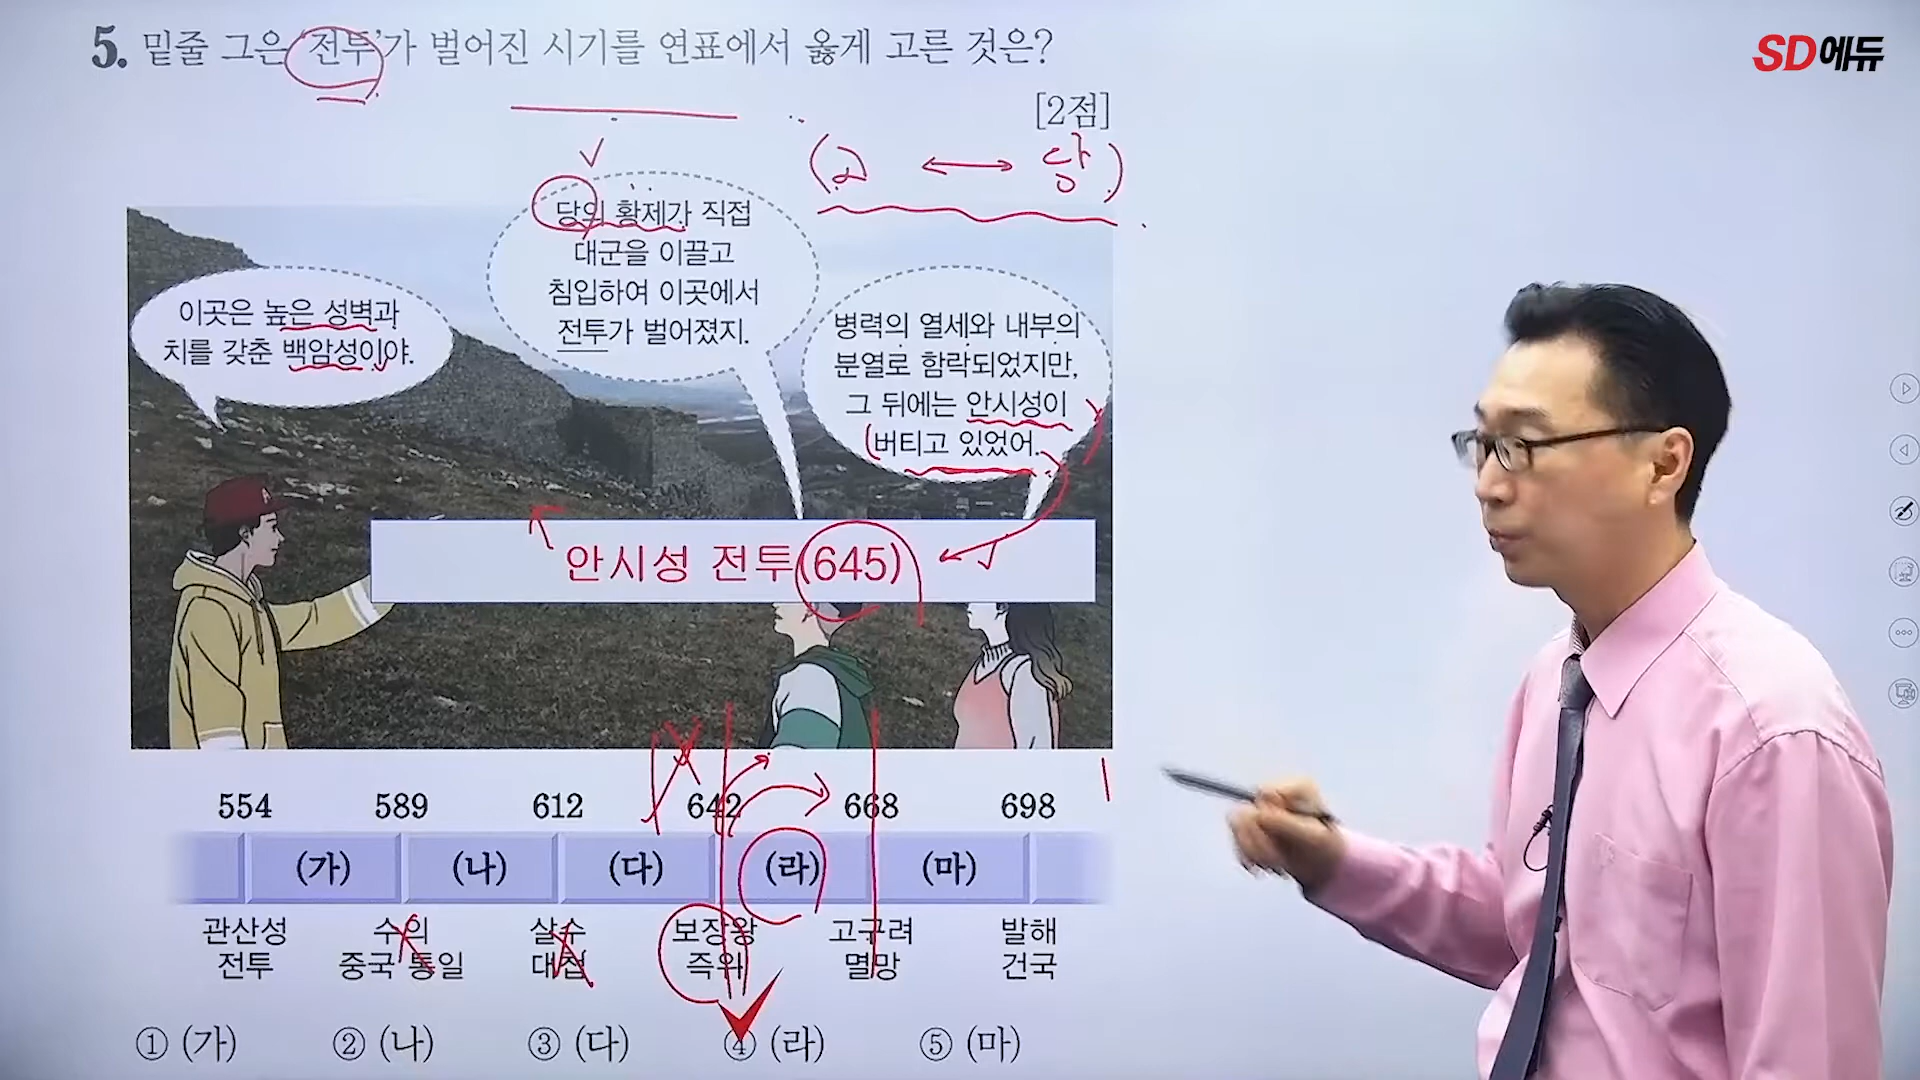 5. 밑줄 그은 '전투'가 벌어진 시기를 연표에서 옳게 고른 것은?
[2점]
SD에듀
(고 ↔ 당)
당의 황제가 직접
대군을 이끌고
침입하여 이곳에서
전투가 벌어졌지.
이곳은 높은 성벽과
치를 갖춘 백암성이야.
병력의 열세와 내부의
분열로 함락되었지만,
그 뒤에는 안시성이
버티고 있었어.
안시성 전투(645)
554 589 612 642 668 698
(가) (나) (다) (라) (마)
관산성 수의 살수 보장왕 고구려 발해
전투 중국 통일 대첩 즉위 멸망 건국
① (가) ② (나) ③ (다) ④ (라) ⑤ (마)